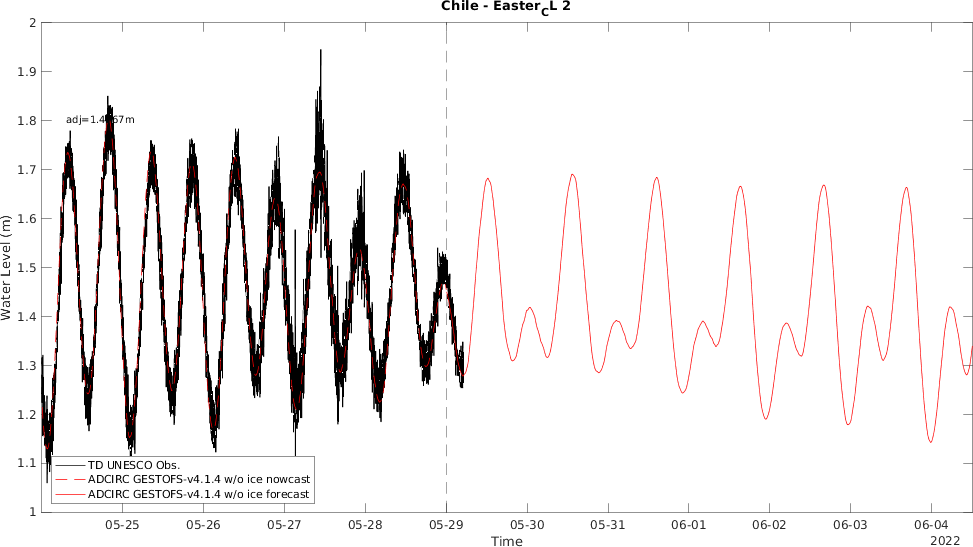 Chile - Easter_CL 2
2
1.9
1.8
1.7
1.6
1.5
1.4
1.3
1.2
1.1
1
Water Level (m)
TD UNESCO Obs.
ADCIRC GESTOFS-v4.1.4 w/o ice nowcast
ADCIRC GESTOFS-v4.1.4 w/o ice forecast
05-25 05-26 05-27 05-28 05-29 05-30 05-31 06-01 06-02 06-03 06-04
Time
2022